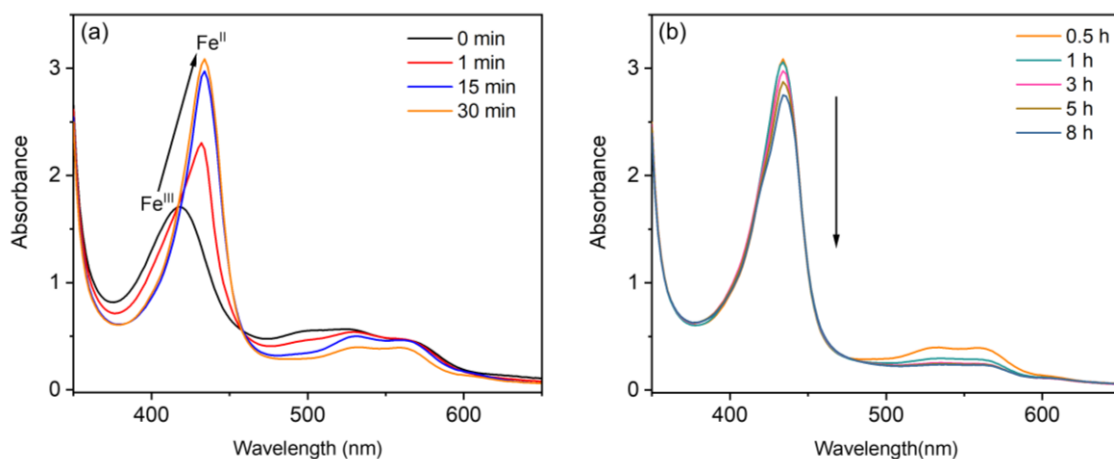 (a)
Fe^II
Fe^III
0 min
1 min
15 min
30 min
3
2
1
0
400
500
600
Absorbance
Wavelength (nm)
(b)
0.5 h
1 h
3 h
5 h
8 h
3
2
1
0
400
500
600
Absorbance
Wavelength(nm)